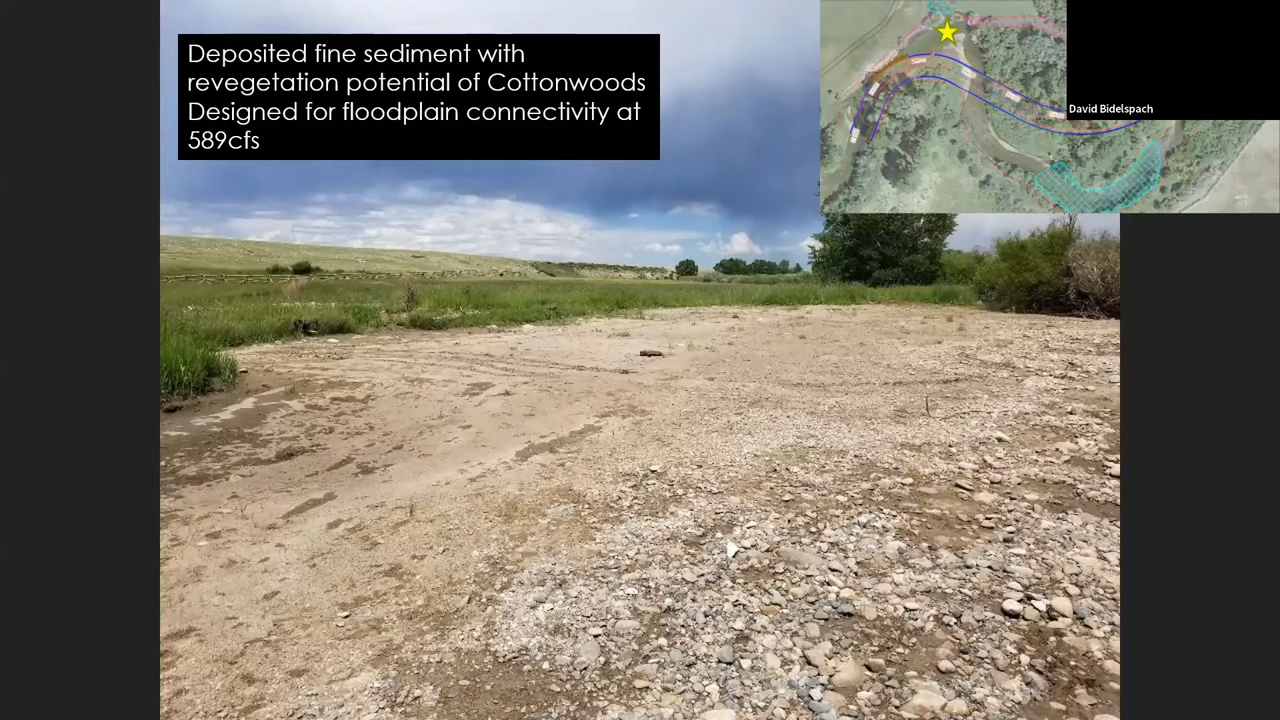 Deposited fine sediment with
revegetation potential of Cottonwoods
Designed for floodplain connectivity at
589cfs
David Bidelspach